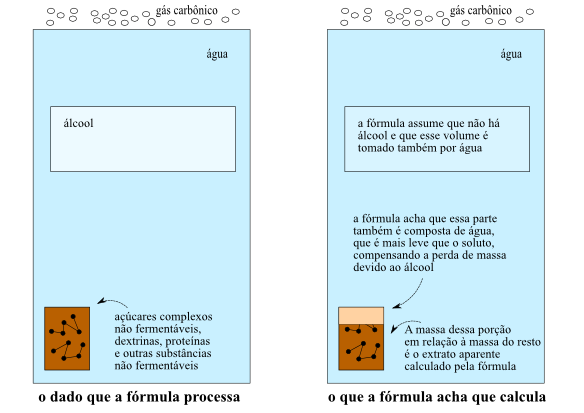 gás carbônico
água
álcool
açúcares complexos
não fermentáveis,
dextrinas, proteínas
e outras substâncias
não fermentáveis
o dado que a fórmula processa
gás carbônico
água
a fórmula assume que não há
álcool e que esse volume é
tomado também por água
a fórmula acha que essa parte
também é composta de água,
que é mais leve que o soluto,
compensando a perda de massa
devido ao álcool
A massa dessa porção
em relação à massa do resto
é o extrato aparente
calculado pela fórmula
o que a fórmula acha que calcula